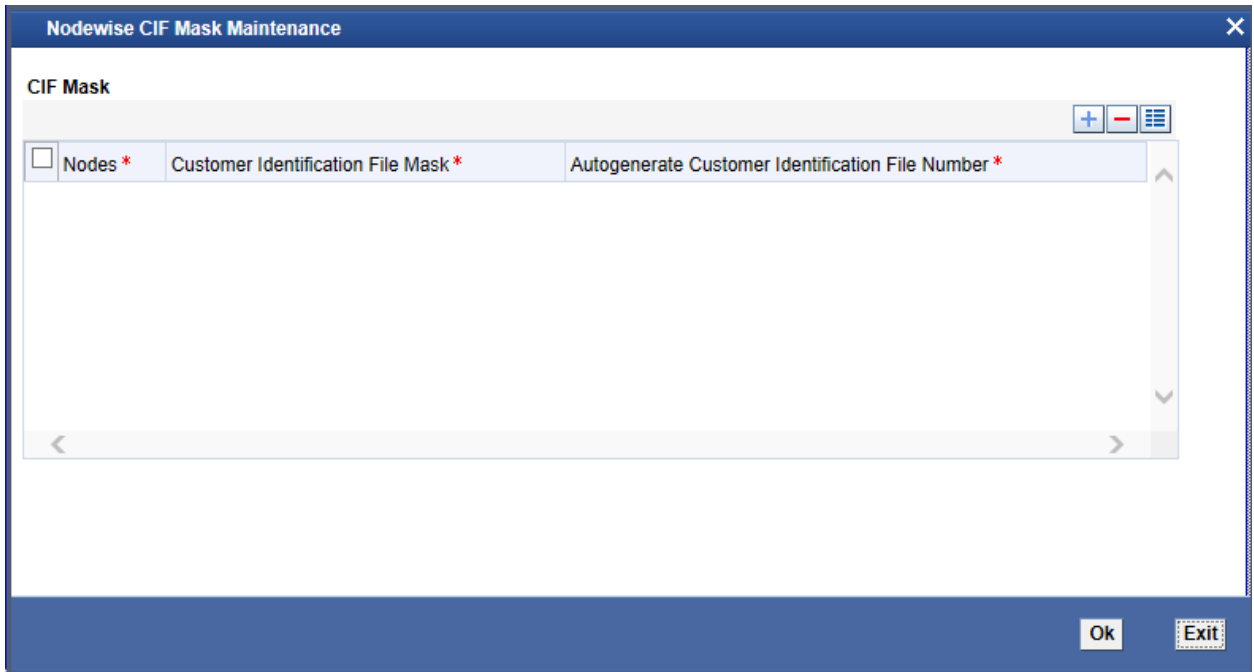 Nodewise CIF Mask Maintenance
CIF Mask
Nodes * Customer Identification File Mask * Autogenerate Customer Identification File Number *
Ok Exit